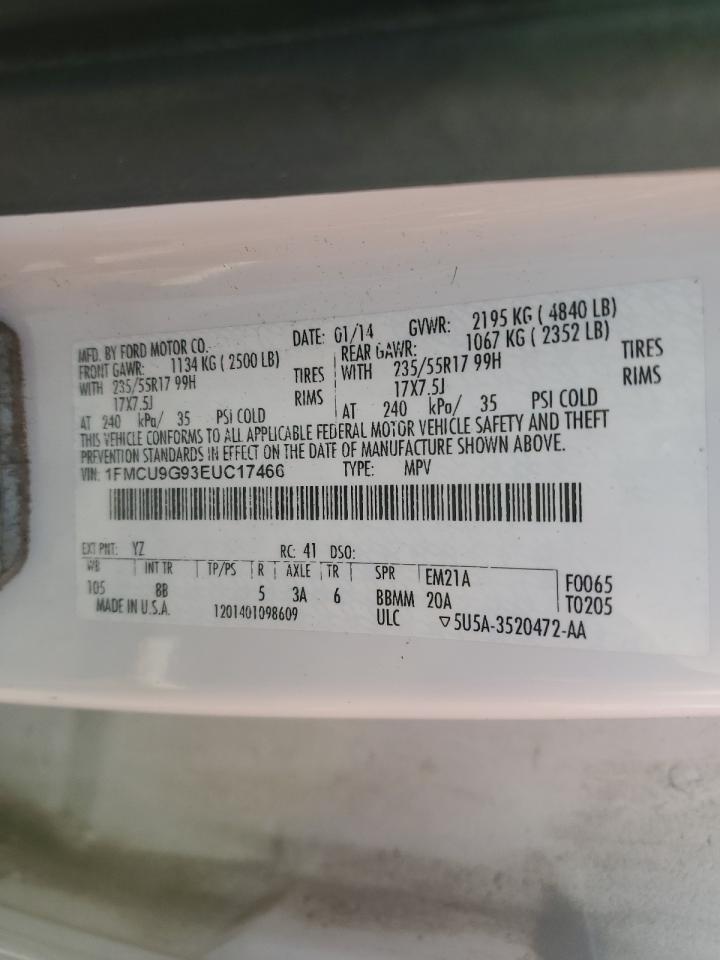 MFD. BY FORD MOTOR CO. DATE: 01/14 GVWR: 2195 KG ( 4840 LB)
FRONT GAWR: 1134 KG ( 2500 LB) REAR GAWR: 1067 KG ( 2352 LB)
WITH 235/55R17 99H TIRES WITH 235/55R17 99H TIRES
17X7.5J RIMS 17X7.5J RIMS
AT 240 kPa/ 35 PSI COLD AT 240 kPa/ 35 PSI COLD
THIS VEHICLE CONFORMS TO ALL APPLICABLE FEDERAL MOTOR VEHICLE SAFETY AND THEFT
PREVENTION STANDARDS IN EFFECT ON THE DATE OF MANUFACTURE SHOWN ABOVE.
VIN: 1FMCU9G93EUC17466 TYPE: MPV
EXT PNT: YZ RC: 41 DSO:
WB INT TR TP/PS R AXLE TR SPR EM21A F0065
105 8B 5 3A 6 BBMM 20A T0205
MADE IN U.S.A. 1201401098609 ULC ▽5U5A-3520472-AA